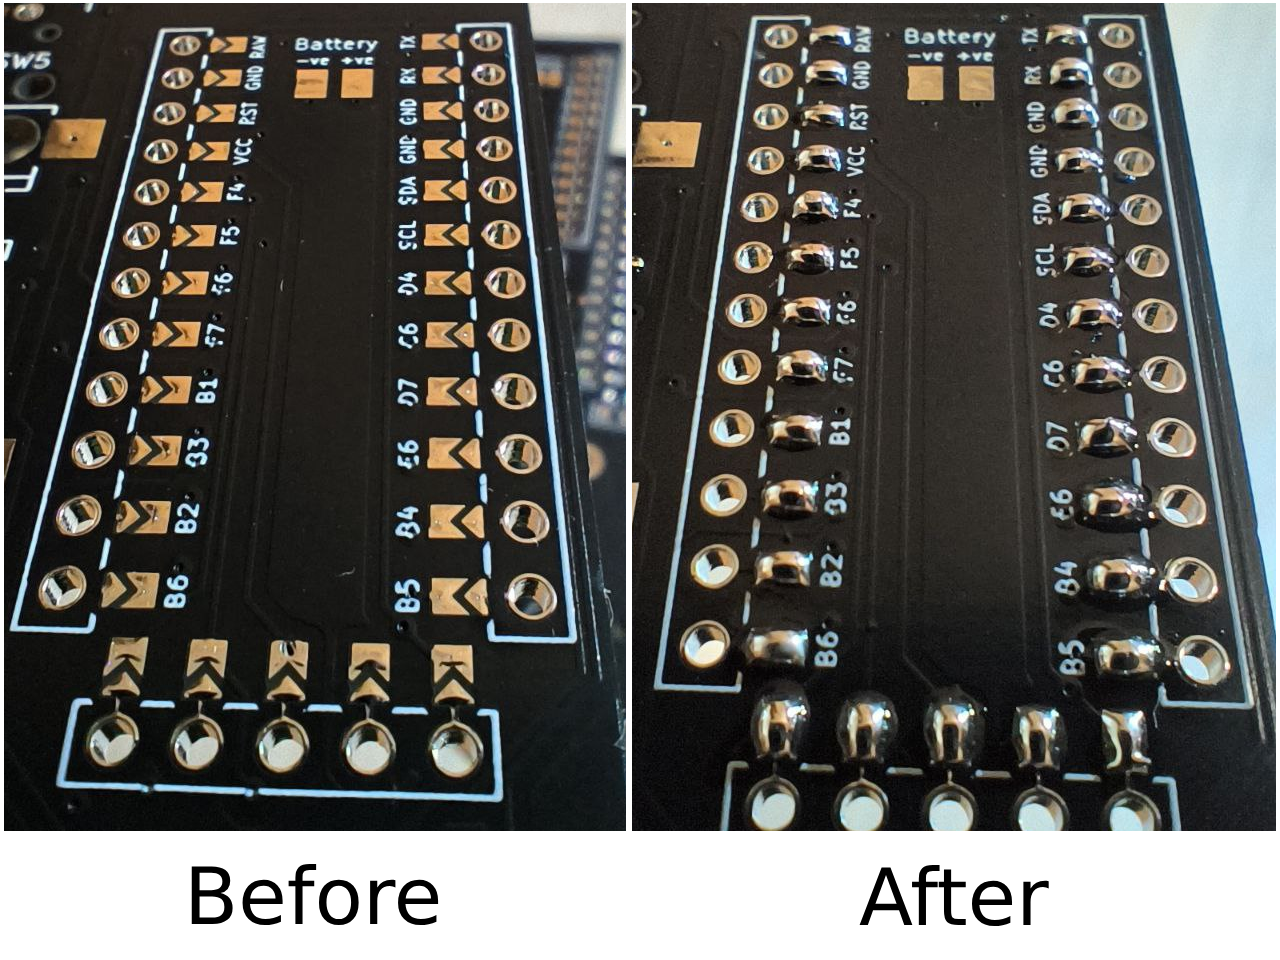 SW5
RAW
GND
RST
VCC
F4
F5
F6
F7
B1
B3
B2
B6
Battery
-ve +ve
TX
RX
GND
GND
SDA
SCL
D4
C6
D7
E6
B4
B5
RAW
GND
RST
VCC
F4
F5
F6
F7
B1
B3
B2
B6
Battery
-ve +ve
TX
RX
GND
GND
SDA
SCL
D4
C6
D7
E6
B4
B5
Before
After